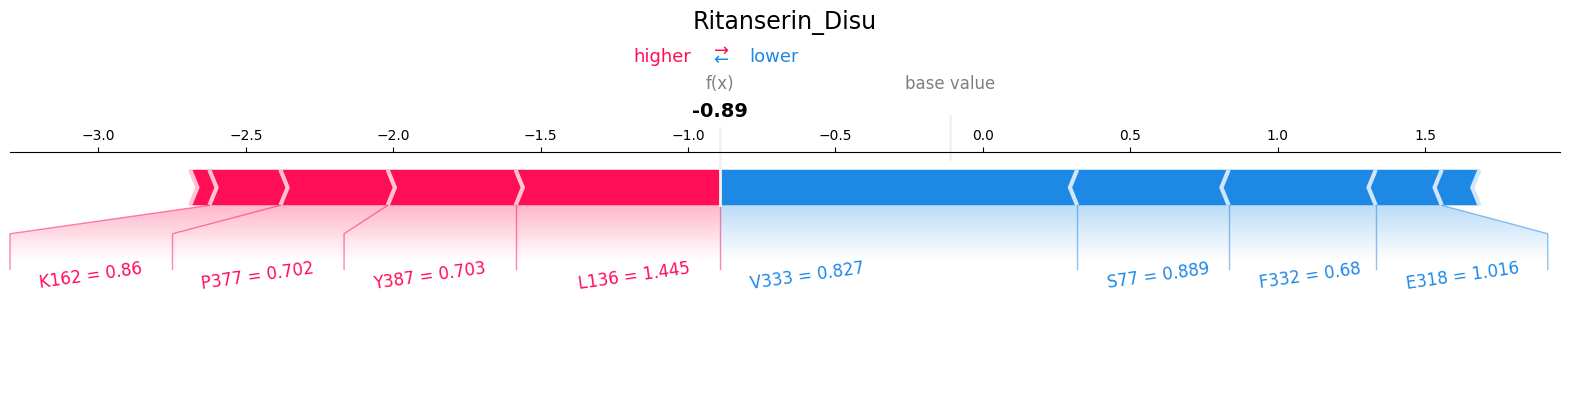 Ritanserin_Disu
higher ⇄ lower
f(x) base value
-0.89
−3.0 −2.5 −2.0 −1.5 −1.0 −0.5 0.0 0.5 1.0 1.5
K162 = 0.86 P377 = 0.702 Y387 = 0.703 L136 = 1.445 V333 = 0.827 S77 = 0.889 F332 = 0.68 E318 = 1.016